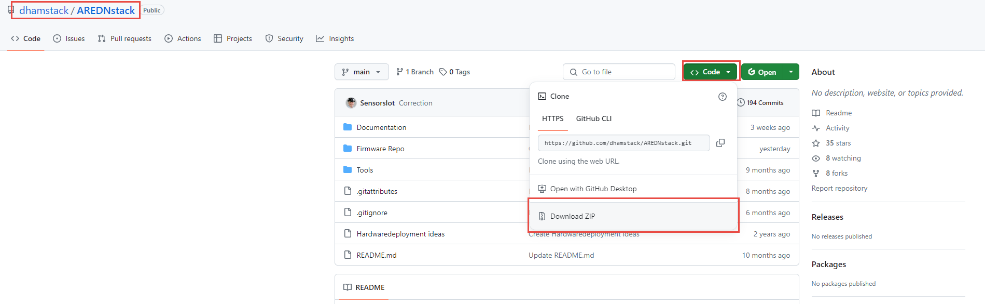 dhamstack / AREDNstack Public
Code Issues Pull requests Actions Projects Security Insights
main 1 Branch 0 Tags Go to file Code Open
About
No description, website, or topics provided.
Readme
Activity
35 stars
8 watching
8 forks
Report repository
Releases
No releases published
Packages
No packages published
Sensorslot Correction 194 Commits
Documentation 3 weeks ago
Firmware Repo yesterday
Tools 9 months ago
.gitattributes 8 months ago
.gitignore 6 months ago
Hardwaredeployment ideas Create Hardwaredeployment ideas 2 years ago
README.md Update README.md 10 months ago
README
Clone
HTTPS GitHub CLI
https://github.com/dhamstack/AREDNstack.git
Clone using the web URL.
Open with GitHub Desktop
Download ZIP